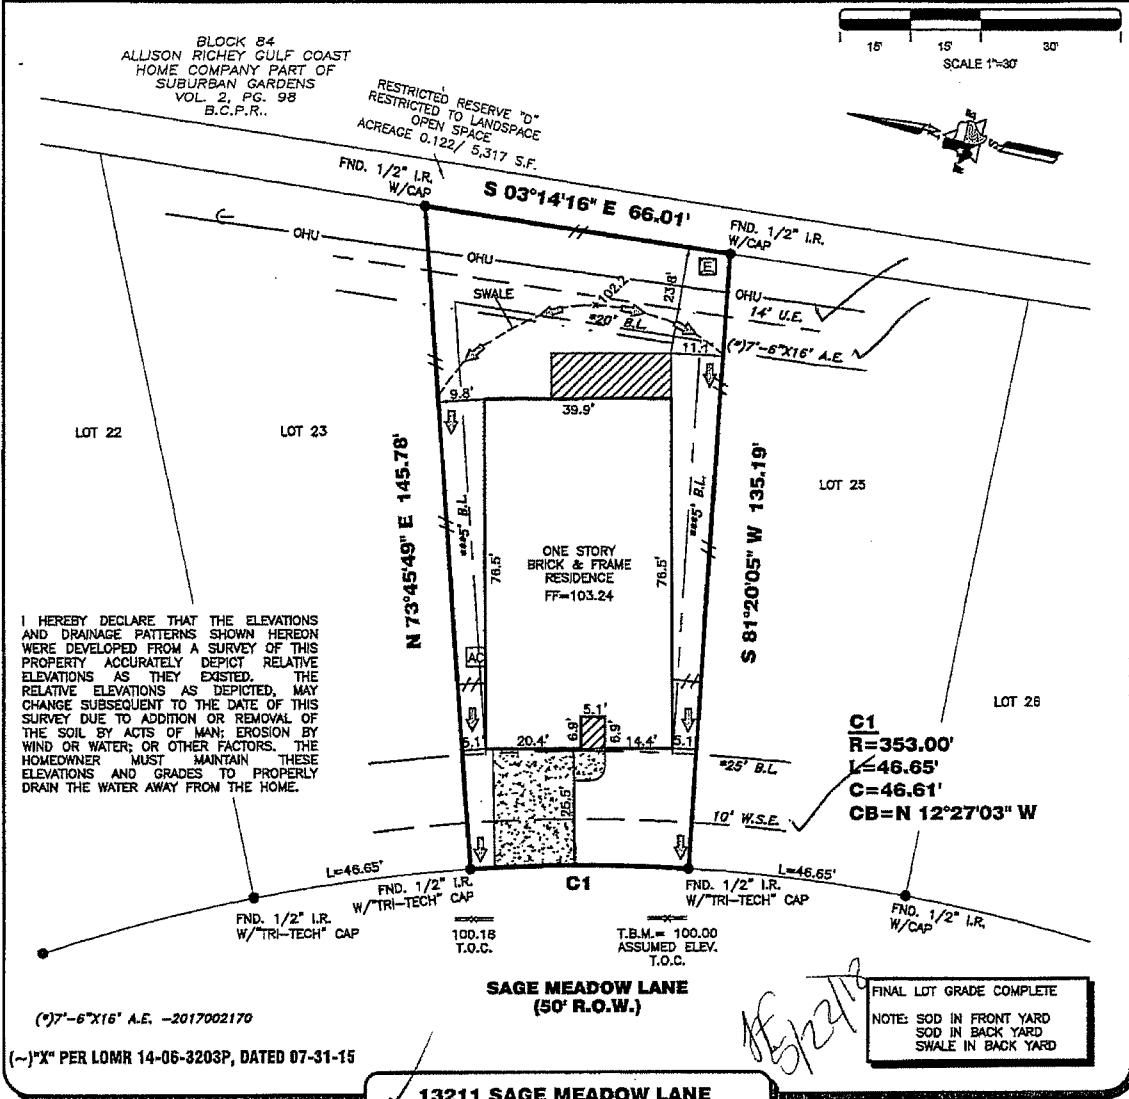 BLOCK 84
ALLISON RICHEY GULF COAST
HOME COMPANY PART OF
SUBURBAN GARDENS
VOL. 2, PG. 98
B.C.P.R..
15' 15' 30'
SCALE 1"=30'
RESTRICTED RESERVE "D"
RESTRICTED TO LANDSPACE
OPEN SPACE
ACREAGE 0.122/ 5,317 S.F.
FND. 1/2" I.R.
W/CAP
S 03°14'16" E 66.01'
FND. 1/2" I.R.
W/CAP
OHU
OHU
OHU
E
23.8'
14' U.E.
SWALE
102.2
*20' B.L.
(*)7'-6"X16' A.E.
11.1'
9.8'
39.9'
LOT 22
LOT 23
LOT 25
LOT 26
N 73°45'49" E 145.78'
***5' B.L.
76.5'
ONE STORY
BRICK & FRAME
RESIDENCE
FF=103.24
76.5'
***5' B.L.
S 81°20'05" W 135.19'
I HEREBY DECLARE THAT THE ELEVATIONS
AND DRAINAGE PATTERNS SHOWN HEREON
WERE DEVELOPED FROM A SURVEY OF THIS
PROPERTY ACCURATELY DEPICT RELATIVE
ELEVATIONS AS THEY EXISTED. THE
RELATIVE ELEVATIONS AS DEPICTED, MAY
CHANGE SUBSEQUENT TO THE DATE OF THIS
SURVEY DUE TO ADDITION OR REMOVAL OF
THE SOIL BY ACTS OF MAN; EROSION BY
WIND OR WATER; OR OTHER FACTORS. THE
HOMEOWNER MUST MAINTAIN THESE
ELEVATIONS AND GRADES TO PROPERLY
DRAIN THE WATER AWAY FROM THE HOME.
AC
5.1'
6.9'
6.9'
5.1'
20.4'
14.4'
5.1'
25.5'
*25' B.L.
10' W.S.E.
C1
R=353.00'
L=46.65'
C=46.61'
CB=N 12°27'03" W
L=46.65'
C1
L=46.65'
FND. 1/2" I.R.
W/"TRI-TECH" CAP
FND. 1/2" I.R.
W/"TRI-TECH" CAP
FND. 1/2" I.R.
W/"TRI-TECH" CAP
FND. 1/2" I.R.
W/CAP
100.16
T.O.C.
T.B.M.= 100.00
ASSUMED ELEV.
T.O.C.
SAGE MEADOW LANE
(50' R.O.W.)
FINAL LOT GRADE COMPLETE
NOTE: SOD IN FRONT YARD
SOD IN BACK YARD
SWALE IN BACK YARD
(*)7'-6"X16' A.E. -2017002170
(~)"X" PER LOMR 14-06-3203P, DATED 07-31-15
13211 SAGE MEADOW LANE